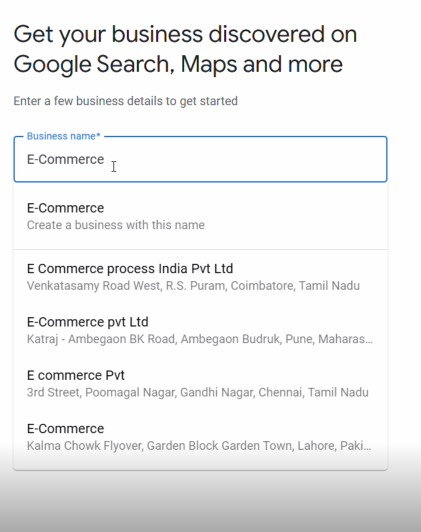 Get your business discovered on
Google Search, Maps and more
Enter a few business details to get started
Business name*
E-Commerce
E-Commerce
Create a business with this name
E Commerce process India Pvt Ltd
Venkatasamy Road West, R.S. Puram, Coimbatore, Tamil Nadu
E-Commerce pvt Ltd
Katraj - Ambegaon BK Road, Ambegaon Budruk, Pune, Maharas...
E commerce Pvt
3rd Street, Poomagal Nagar, Gandhi Nagar, Chennai, Tamil Nadu
E-Commerce
Kalma Chowk Flyover, Garden Block Garden Town, Lahore, Paki...